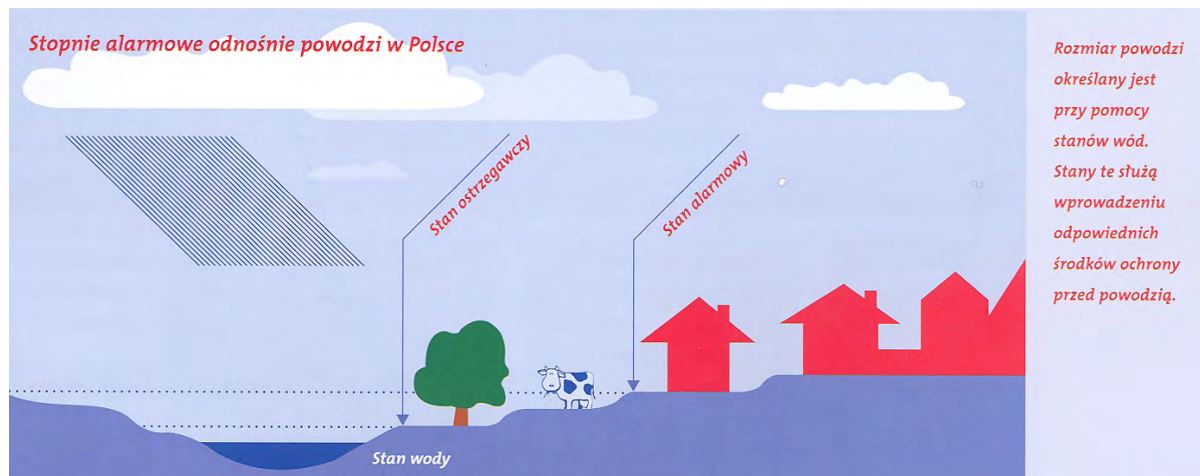 Stopnie alarmowe odnośnie powodzi w Polsce
Stan ostrzegawczy
Stan alarmowy
Stan wody
Rozmiar powodzi
określany jest
przy pomocy
stanów wód.
Stany te służą
wprowadzeniu
odpowiednich
środków ochrony
przed powodzią.